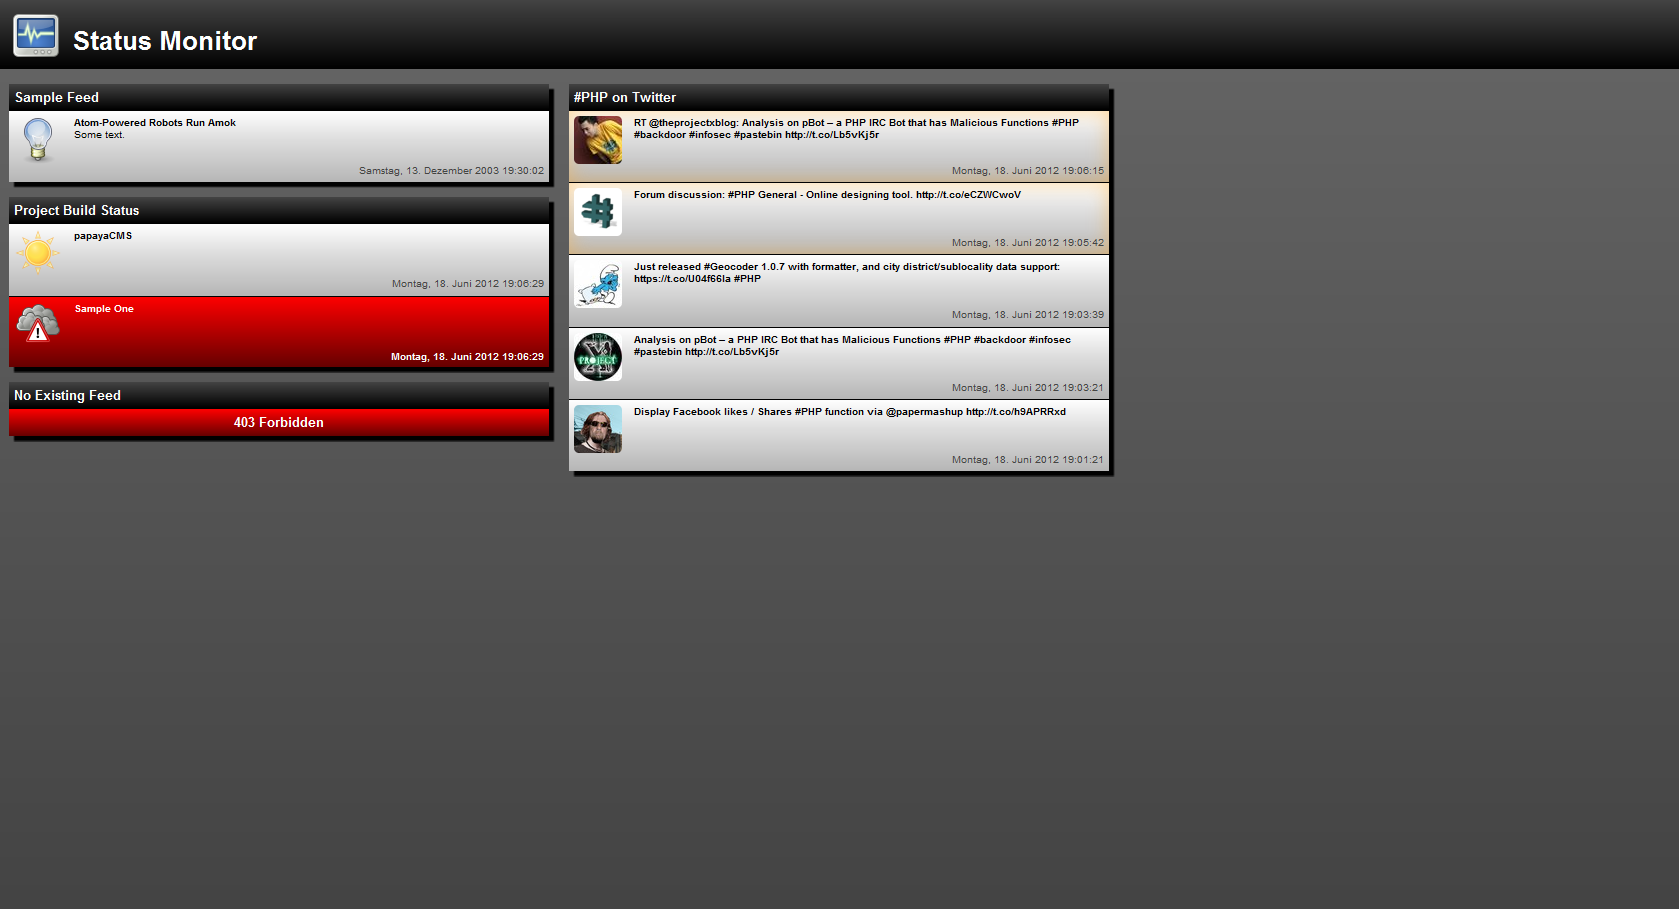 Status Monitor
Sample Feed
Atom-Powered Robots Run Amok
Some text.
Samstag, 13. Dezember 2003 19:30:02
Project Build Status
papayaCMS
Montag, 18. Juni 2012 19:06:29
Sample One
Montag, 18. Juni 2012 19:06:29
No Existing Feed
403 Forbidden
#PHP on Twitter
RT @theprojectxblog: Analysis on pBot – a PHP IRC Bot that has Malicious Functions #PHP
#backdoor #infosec #pastebin http://t.co/Lb5vKj5r
Montag, 18. Juni 2012 19:06:15
Forum discussion: #PHP General - Online designing tool. http://t.co/eCZWCwoV
Montag, 18. Juni 2012 19:05:42
Just released #Geocoder 1.0.7 with formatter, and city district/sublocality data support:
https://t.co/U04f66Ia #PHP
Montag, 18. Juni 2012 19:03:39
PROJECT
Analysis on pBot – a PHP IRC Bot that has Malicious Functions #PHP #backdoor #infosec
#pastebin http://t.co/Lb5vKj5r
Montag, 18. Juni 2012 19:03:21
Display Facebook likes / Shares #PHP function via @papermashup http://t.co/h9APRRxd
Montag, 18. Juni 2012 19:01:21